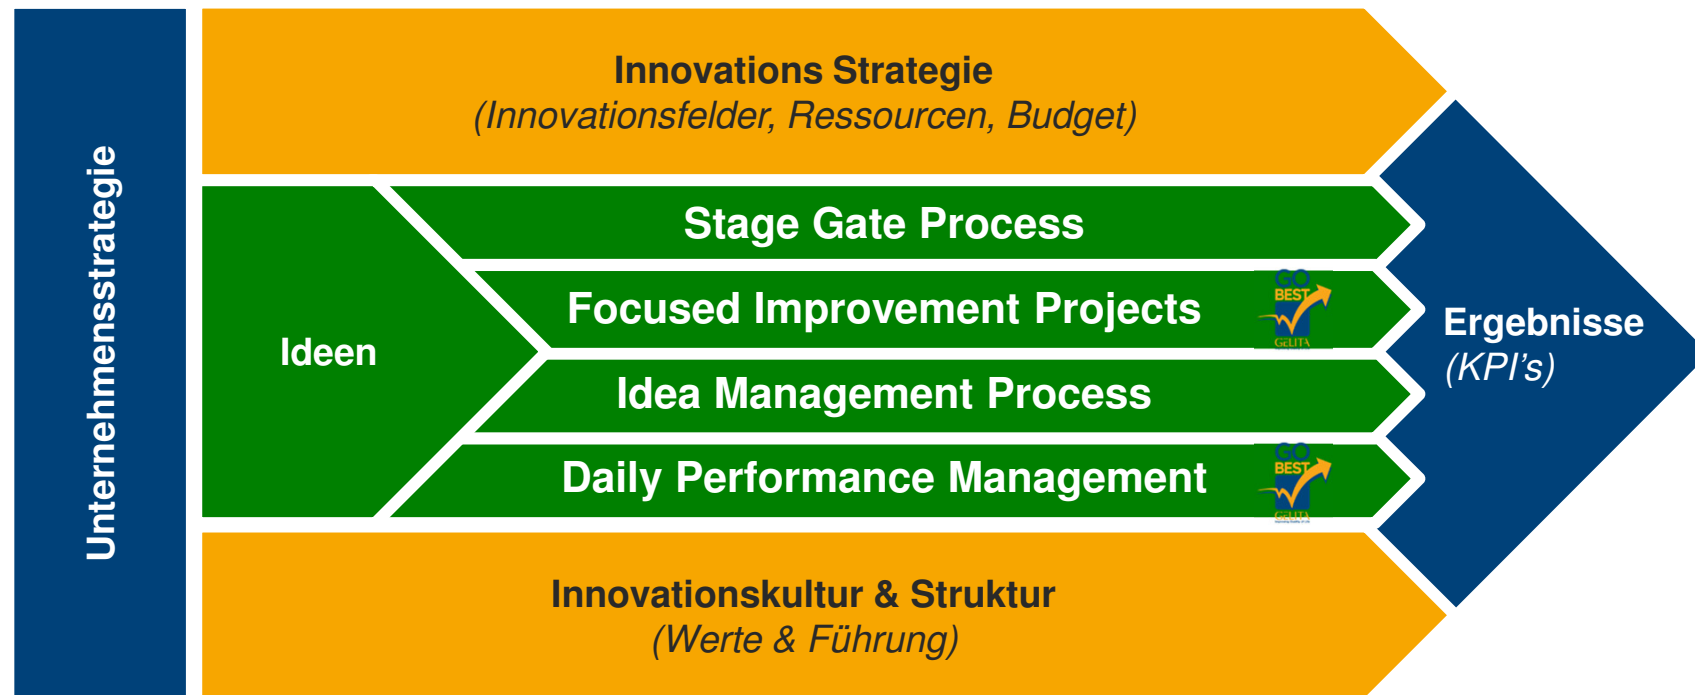 Unternehmensstrategie
Innovations Strategie
(Innovationsfelder, Ressourcen, Budget)
Ideen
Stage Gate Process
Focused Improvement Projects
GO
BEST
GELITA
Idea Management Process
Daily Performance Management
GO
BEST
GELITA
Innovationskultur & Struktur
(Werte & Führung)
Ergebnisse
(KPI's)